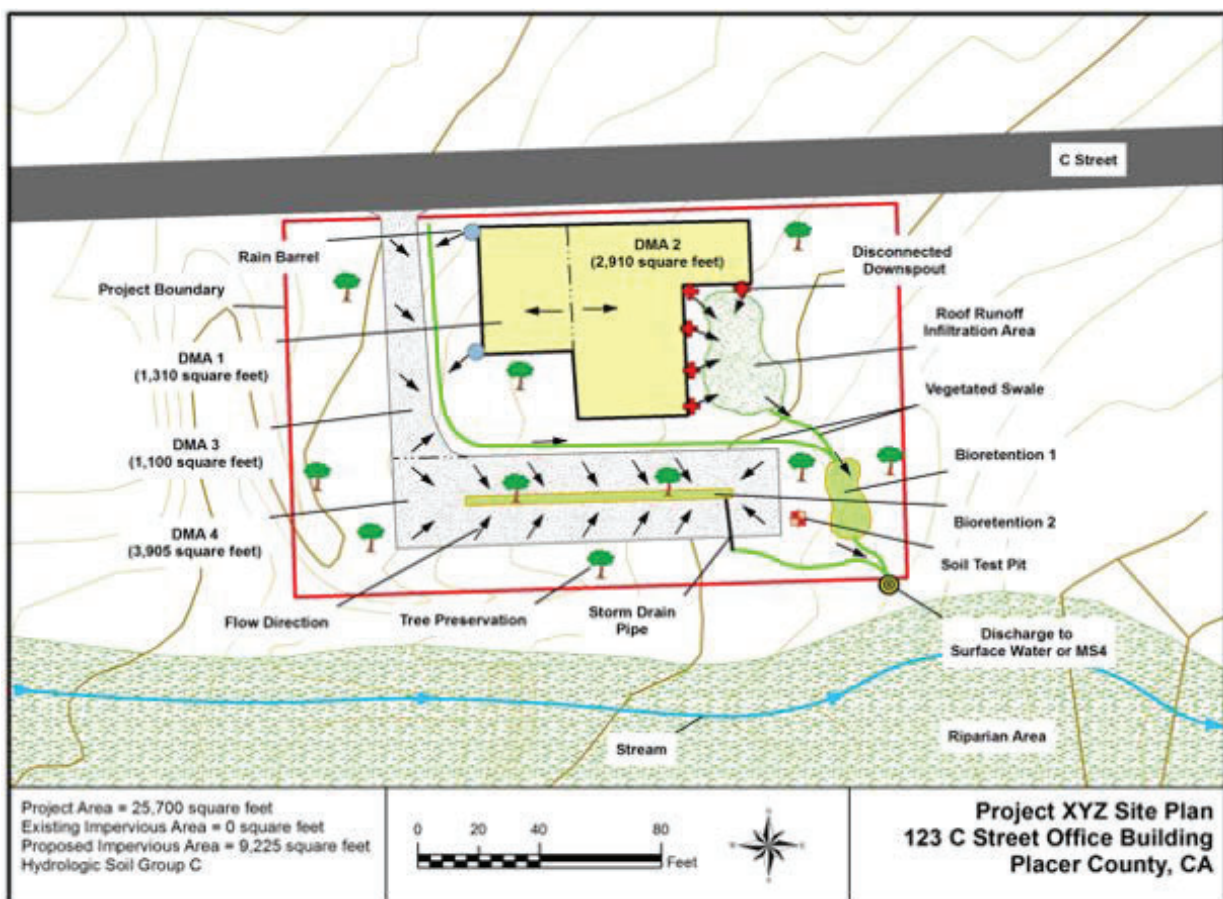 C Street
Rain Barrel
DMA 2
(2,910 square feet)
Disconnected
Downspout
Project Boundary
Roof Runoff
Infiltration Area
DMA 1
(1,310 square feet)
Vegetated Swale
DMA 3
(1,100 square feet)
Bioretention 1
DMA 4
(3,905 square feet)
Bioretention 2
Soil Test Pit
Flow Direction
Tree Preservation
Storm Drain
Pipe
Discharge to
Surface Water or MS4
Stream
Riparian Area
Project Area = 25,700 square feet
Existing Impervious Area = 0 square feet
Proposed Impervious Area = 9,225 square feet
Hydrologic Soil Group C
0 20 40 80
Feet
Project XYZ Site Plan
123 C Street Office Building
Placer County, CA